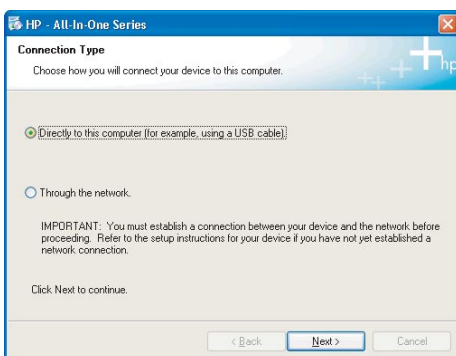 HP - All-In-One Series
Connection Type
Choose how you will connect your device to this computer.
hp
Directly to this computer (for example, using a USB cable).
Through the network.
IMPORTANT: You must establish a connection between your device and the network before
proceeding. Refer to the setup instructions for your device if you have not yet established a
network connection.
Click Next to continue.
< Back Next > Cancel